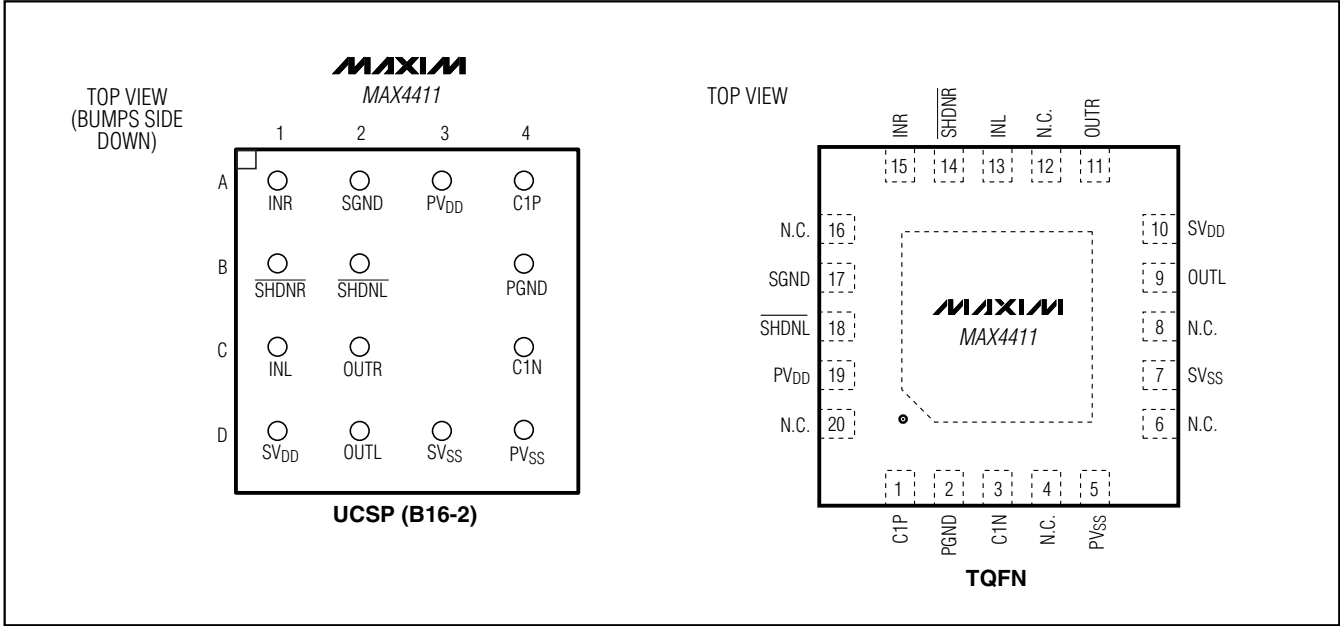 MAXIM
MAX4411
TOP VIEW
(BUMPS SIDE
DOWN)
1 2 3 4
A
INR SGND PVDD C1P
B
SHDNR SHDNL PGND
C
INL OUTR C1N
D
SVDD OUTL SVSS PVSS
UCSP (B16-2)
TOP VIEW
INR SHDNR INL N.C. OUTR
15 14 13 12 11
N.C. 16 10 SVDD
SGND 17 9 OUTL
MAXIM
MAX4411
SHDNL 18 8 N.C.
PVDD 19 7 SVSS
N.C. 20 6 N.C.
1 2 3 4 5
C1P PGND C1N N.C. PVSS
TQFN